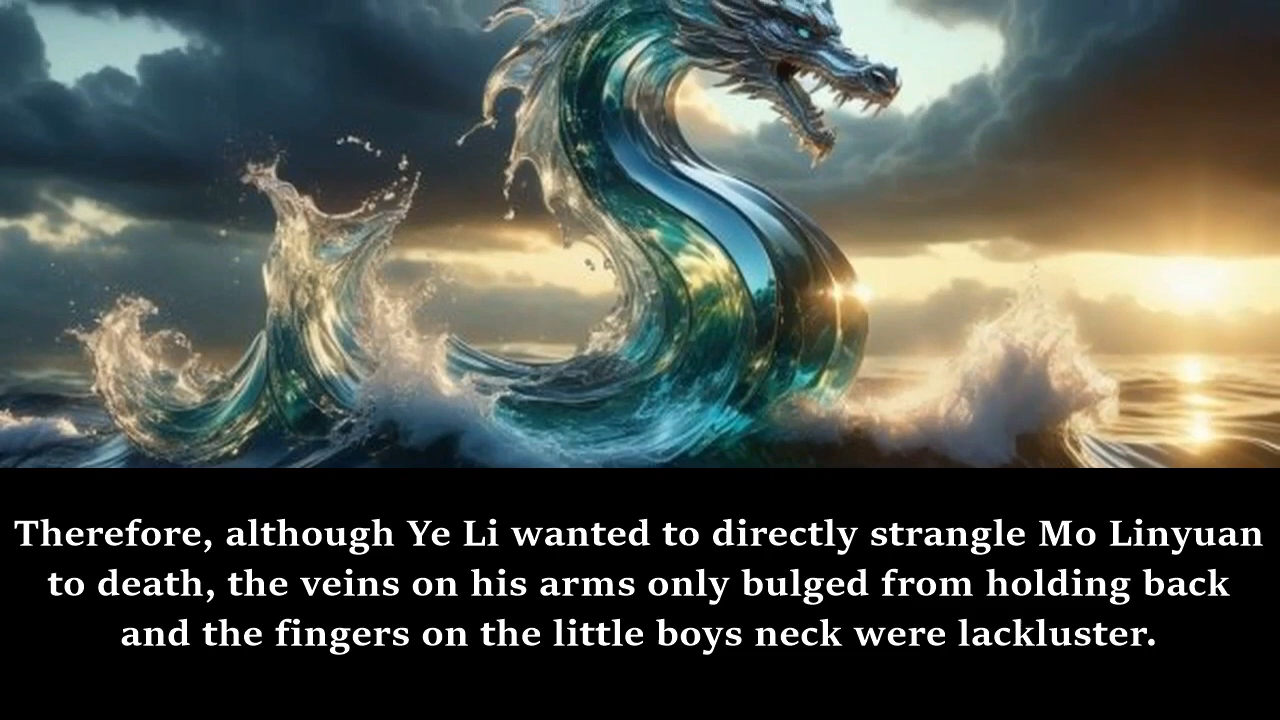 Therefore, although Ye Li wanted to directly strangle Mo Linyuan
to death, the veins on his arms only bulged from holding back
and the fingers on the little boys neck were lackluster.